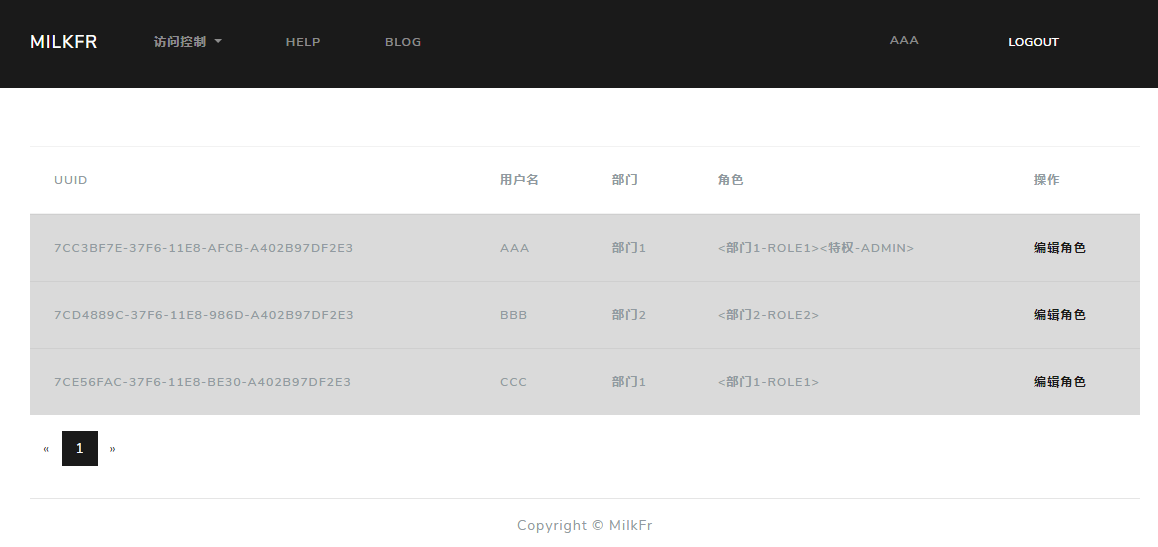 MILKFR 访问控制 HELP BLOG AAA LOGOUT
UUID 用户名 部门 角色 操作
7CC3BF7E-37F6-11E8-AFCB-A402B97DF2E3 AAA 部门1 <部门1-ROLE1><特权-ADMIN> 编辑角色
7CD4889C-37F6-11E8-986D-A402B97DF2E3 BBB 部门2 <部门2-ROLE2> 编辑角色
7CE56FAC-37F6-11E8-BE30-A402B97DF2E3 CCC 部门1 <部门1-ROLE1> 编辑角色
« 1 »
Copyright © MilkFr